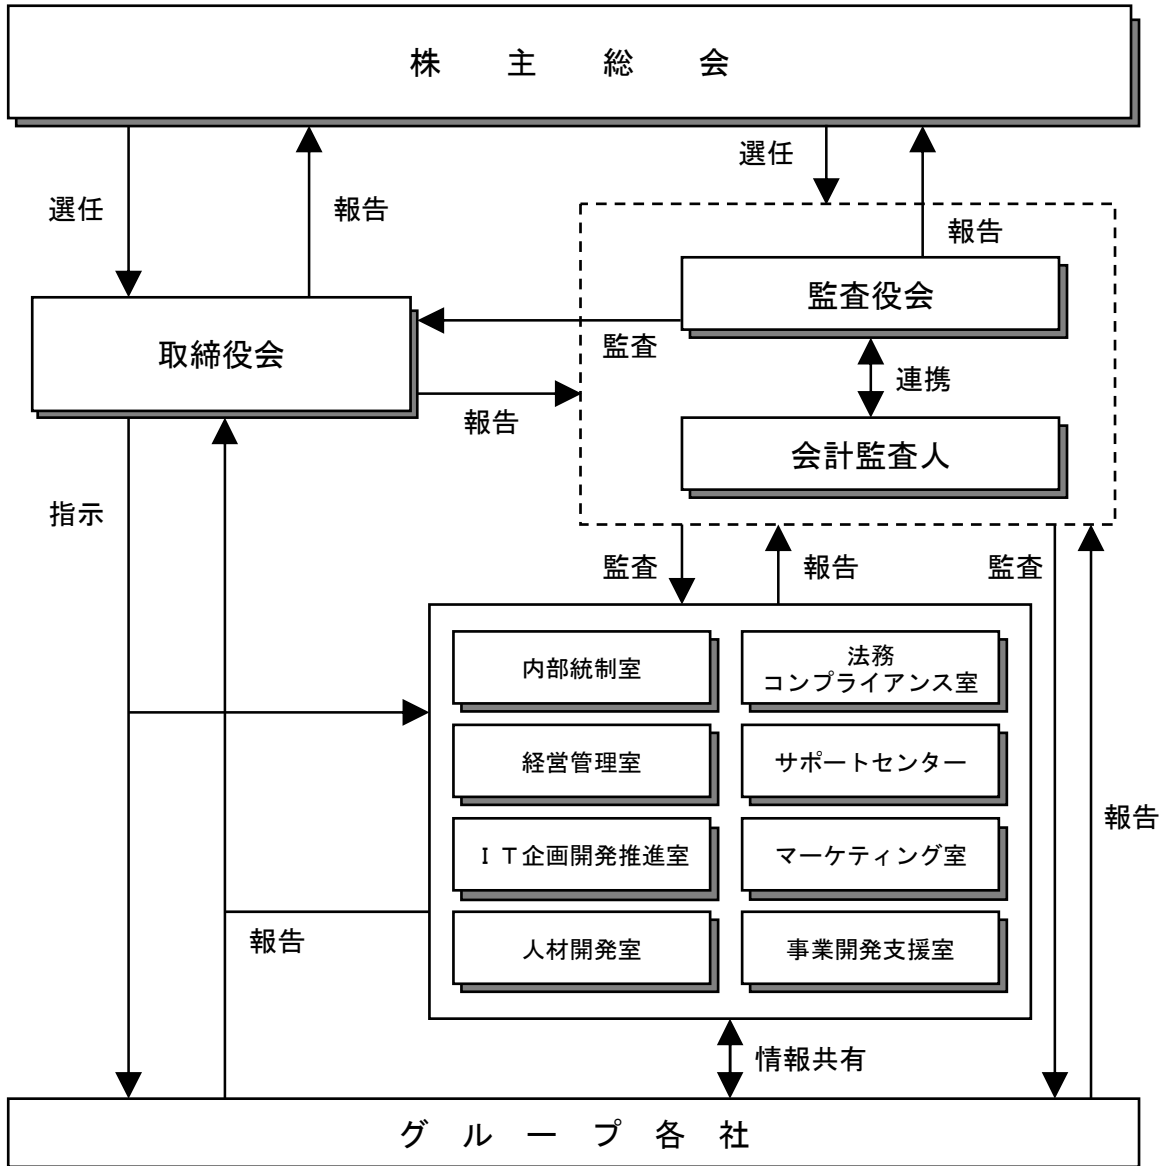 株主総会
選任
報告
選任
報告
監査役会
取締役会
監査
連携
報告
会計監査人
指示
監査
報告
監査
内部統制室
法務
コンプライアンス室
経営管理室
サポートセンター
報告
ＩＴ企画開発推進室
マーケティング室
報告
人材開発室
事業開発支援室
情報共有
グループ各社